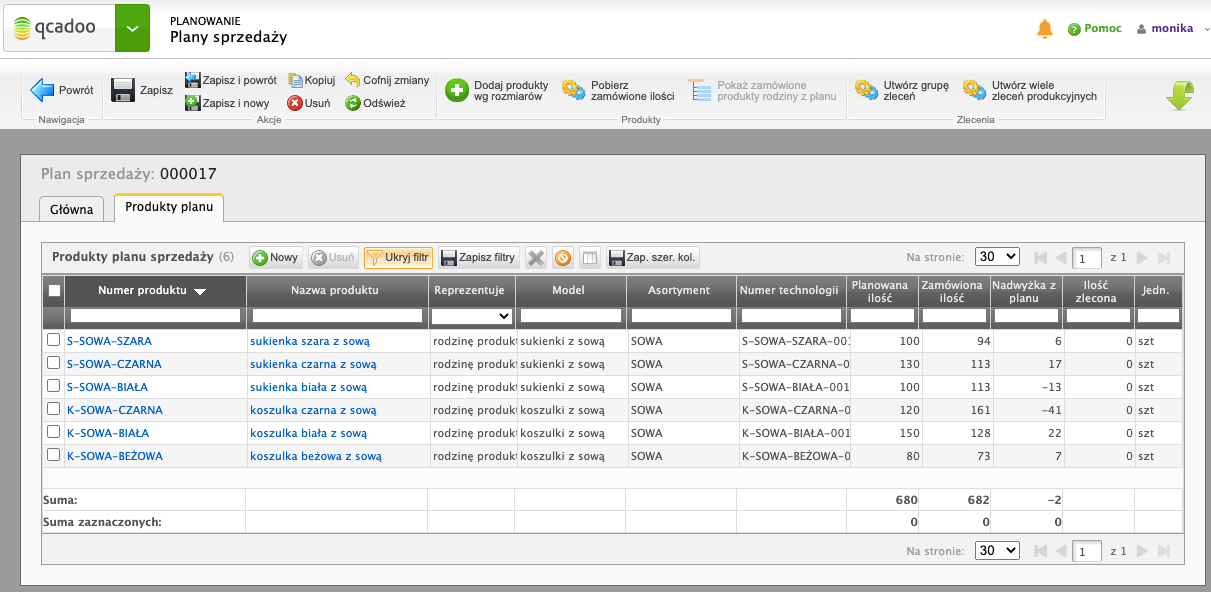 qcadoo
PLANOWANIE
Plany sprzedaży
Pomoc
monika
Powrót
Nawigacja
Zapisz
Zapisz i powrót
Kopiuj
Cofnij zmiany
Zapisz i nowy
Usuń
Odśwież
Akcje
Dodaj produkty
wg rozmiarów
Pobierz
zamówione ilości
Pokaż zamówione
produkty rodziny z planu
Produkty
Utwórz grupę
zleceń
Utwórz wiele
zleceń produkcyjnych
Zlecenia
Plan sprzedaży: 000017
Główna
Produkty planu
Produkty planu sprzedaży (6)
Nowy
Usuń
Ukryj filtr
Zapisz filtry
Zap. szer. kol.
Na stronie: 30
1 z 1
Numer produktu
Nazwa produktu
Reprezentuje
Model
Asortyment
Numer technologii
Planowana
ilość
Zamówiona
ilość
Nadwyżka z
planu
Ilość
zlecona
Jedn.
S-SOWA-SZARA sukienka szara z sową rodzinę produkt sukienki z sową SOWA S-SOWA-SZARA-001 100 94 6 0 szt
S-SOWA-CZARNA sukienka czarna z sową rodzinę produkt sukienki z sową SOWA S-SOWA-CZARNA-0 130 113 17 0 szt
S-SOWA-BIAŁA sukienka biała z sową rodzinę produkt sukienki z sową SOWA S-SOWA-BIAŁA-001 100 113 -13 0 szt
K-SOWA-CZARNA koszulka czarna z sową rodzinę produkt koszulki z sową SOWA K-SOWA-CZARNA-0 120 161 -41 0 szt
K-SOWA-BIAŁA koszulka biała z sową rodzinę produkt koszulki z sową SOWA K-SOWA-BIAŁA-001 150 128 22 0 szt
K-SOWA-BEŻOWA koszulka beżowa z sową rodzinę produkt koszulki z sową SOWA K-SOWA-BEŻOWA-0 80 73 7 0 szt
Suma: 680 682 -2
Suma zaznaczonych: 0 0 0
Na stronie: 30
1 z 1